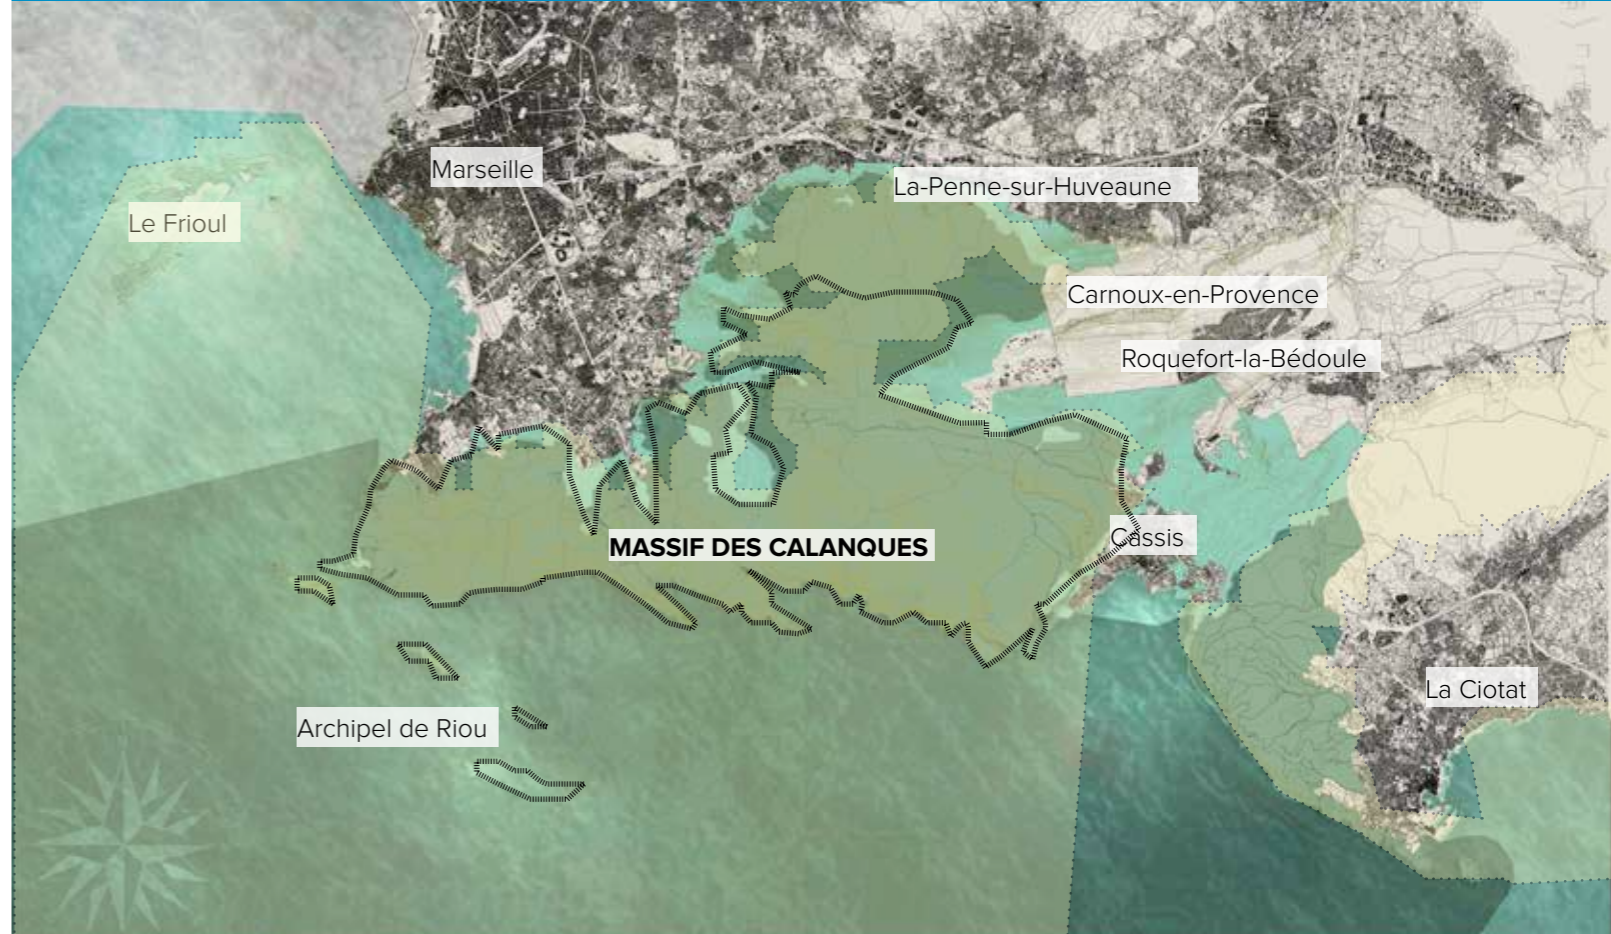 Marseille
La-Penne-sur-Huveaune
Le Frioul
Carnoux-en-Provence
Roquefort-la-Bédoule
MASSIF DES CALANQUES
Cassis
La Ciotat
Archipel de Riou